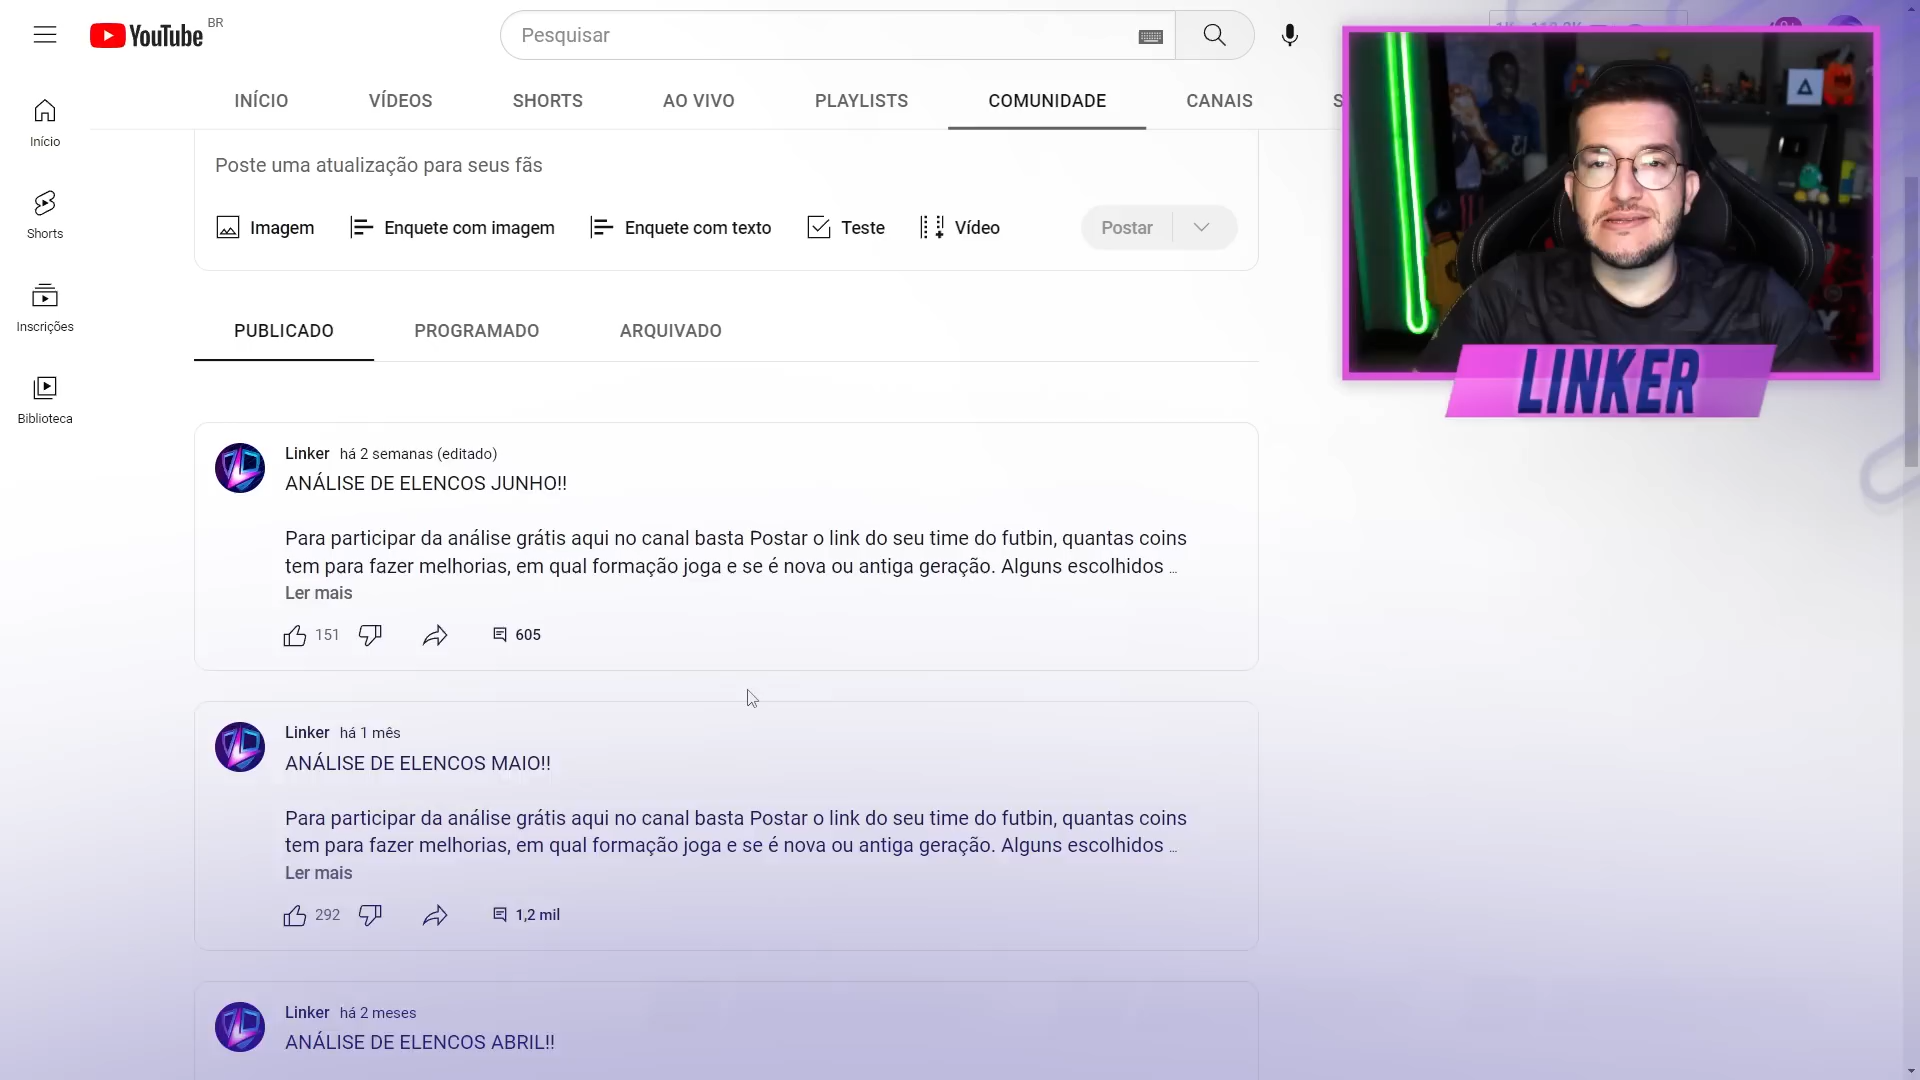 YouTube BR
Pesquisar
INÍCIO
VÍDEOS
SHORTS
AO VIVO
PLAYLISTS
COMUNIDADE
CANAIS
S
Início
Shorts
Inscrições
Biblioteca
Poste uma atualização para seus fãs
Imagem
Enquete com imagem
Enquete com texto
Teste
Vídeo
Postar
PUBLICADO
PROGRAMADO
ARQUIVADO
LINKER
Linker há 2 semanas (editado)
ANÁLISE DE ELENCOS JUNHO!!
Para participar da análise grátis aqui no canal basta Postar o link do seu time do futbin, quantas coins
tem para fazer melhorias, em qual formação joga e se é nova ou antiga geração. Alguns escolhidos ...
Ler mais
151
605
Linker há 1 mês
ANÁLISE DE ELENCOS MAIO!!
Para participar da análise grátis aqui no canal basta Postar o link do seu time do futbin, quantas coins
tem para fazer melhorias, em qual formação joga e se é nova ou antiga geração. Alguns escolhidos ...
Ler mais
292
1,2 mil
Linker há 2 meses
ANÁLISE DE ELENCOS ABRIL!!